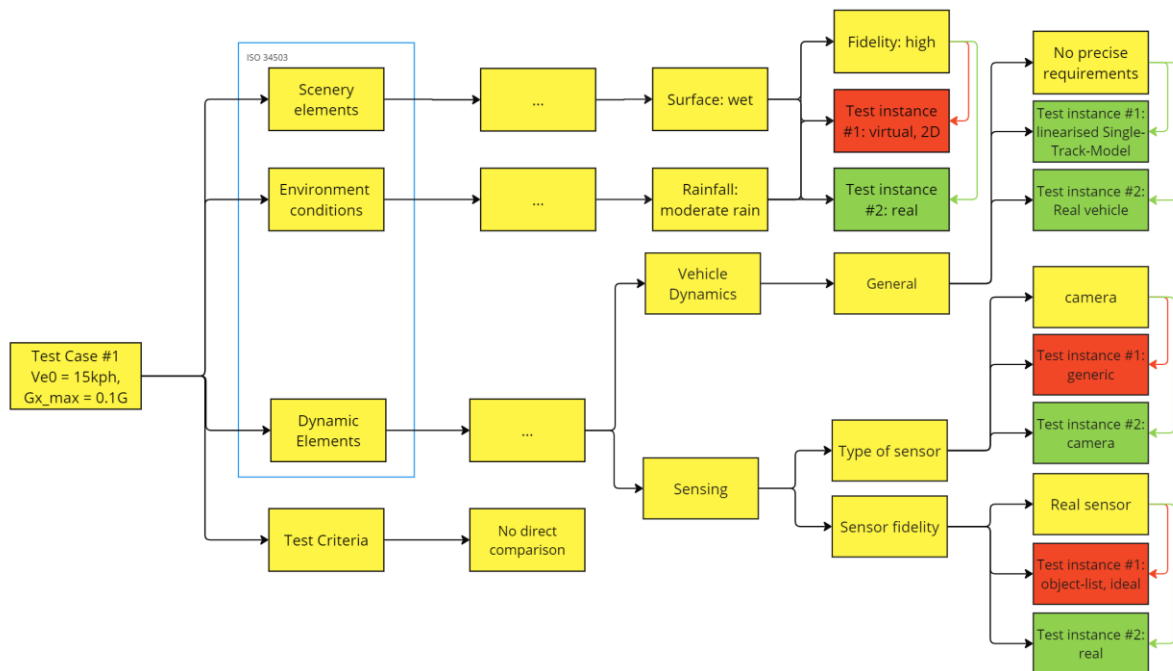 ISO 34503
Scenery
elements
...
Surface: wet
Fidelity: high
Test instance
#1: virtual, 2D
Test instance
#2: real
Environment
conditions
...
Rainfall:
moderate rain
No precise
requirements
Test instance #1:
linearised Single-
Track-Model
Test instance #2:
Real vehicle
Vehicle
Dynamics
General
Test Case #1
Ve0 = 15kph,
Gx_max = 0.1G
Dynamic
Elements
...
Sensing
Type of sensor
camera
Test instance #1:
generic
Test instance #2:
camera
Sensor fidelity
Real sensor
Test instance #1:
object-list, ideal
Test instance #2:
real
Test Criteria
No direct
comparison